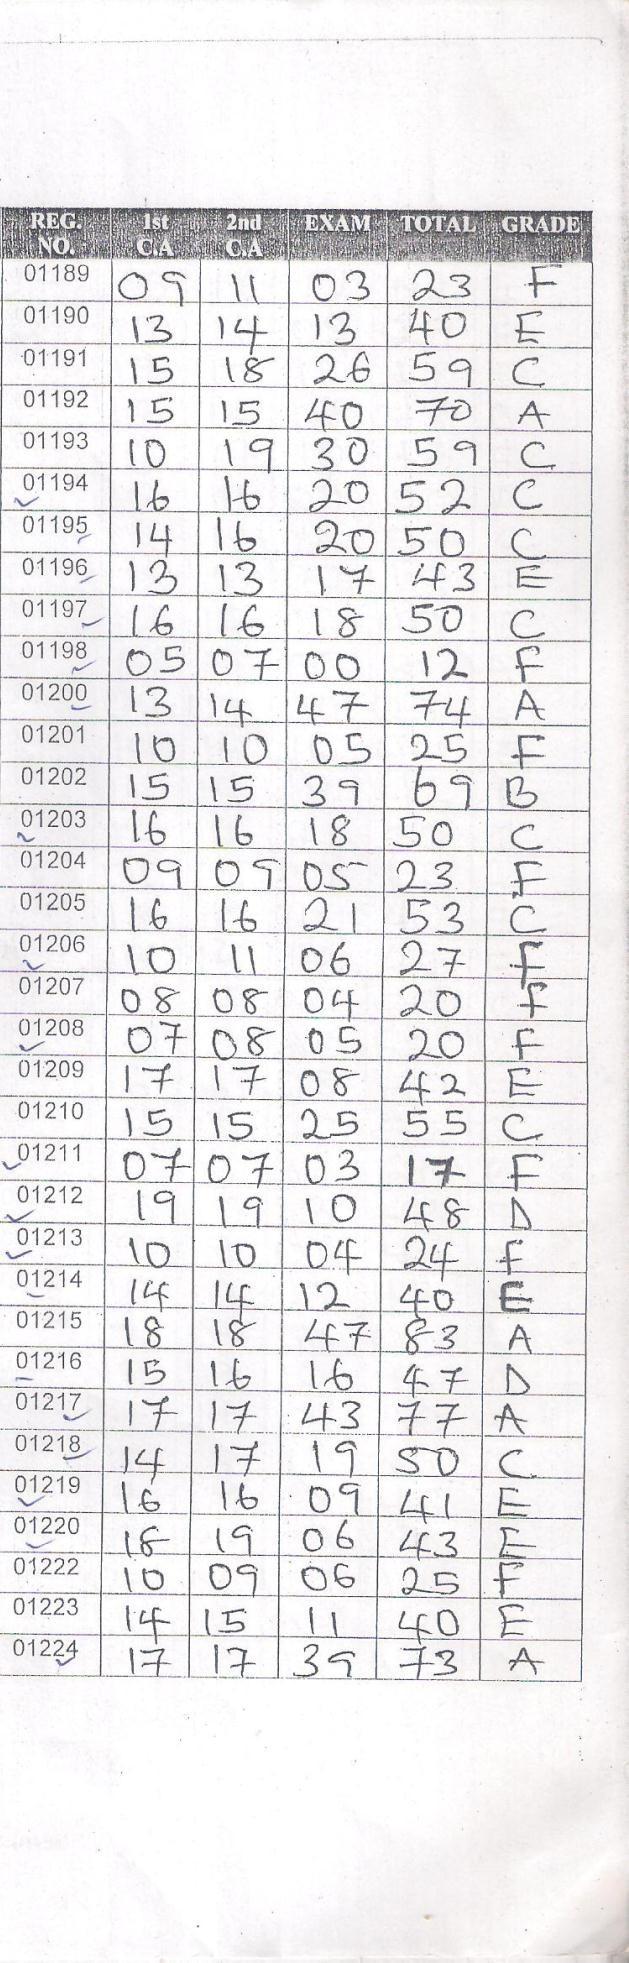 REG. NO. 1st C.A 2nd C.A EXAM TOTAL GRADE
01189 09 11 03 23 F
01190 13 14 13 40 E
01191 15 18 26 59 C
01192 15 15 40 70 A
01193 10 19 30 59 C
01194 16 16 20 52 C
01195 14 16 20 50 C
01196 13 13 17 43 E
01197 16 16 18 50 C
01198 05 07 00 12 F
01200 13 14 47 74 A
01201 10 10 05 25 F
01202 15 15 39 69 B
01203 16 16 18 50 C
01204 09 09 05 23 F
01205 16 16 21 53 C
01206 10 11 06 27 F
01207 08 08 04 20 F
01208 07 08 05 20 F
01209 17 17 08 42 E
01210 15 15 25 55 C
01211 07 07 03 17 F
01212 19 19 10 48 D
01213 10 10 04 24 F
01214 14 14 12 40 E
01215 18 18 47 83 A
01216 15 16 16 47 D
01217 17 17 43 77 A
01218 14 17 19 50 C
01219 16 16 09 41 E
01220 18 19 06 43 E
01222 10 09 06 25 F
01223 14 15 11 40 E
01224 17 17 39 73 A